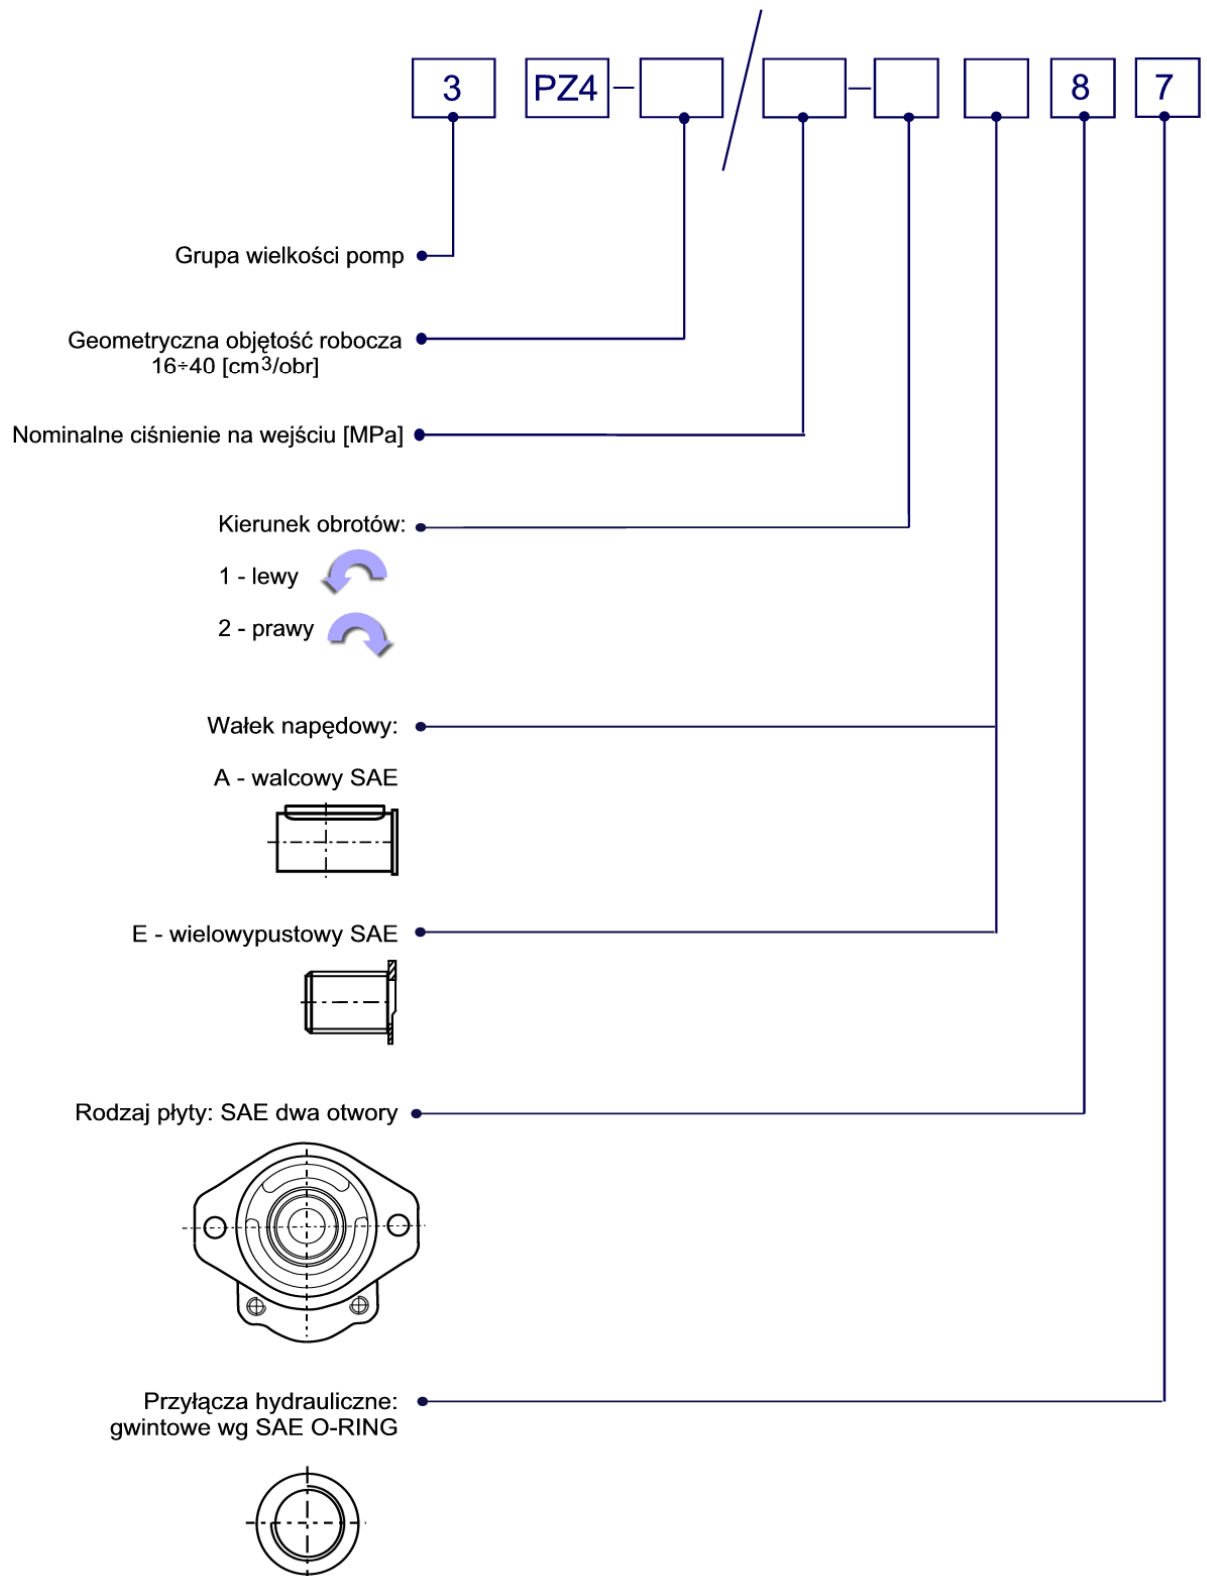 3 PZ4 – / – 8 7
Grupa wielkości pomp
Geometryczna objętość robocza
16÷40 [cm3/obr]
Nominalne ciśnienie na wejściu [MPa]
Kierunek obrotów:
1 - lewy
2 - prawy
Wałek napędowy:
A - walcowy SAE
E - wielowypustowy SAE
Rodzaj płyty: SAE dwa otwory
Przyłącza hydrauliczne:
gwintowe wg SAE O-RING